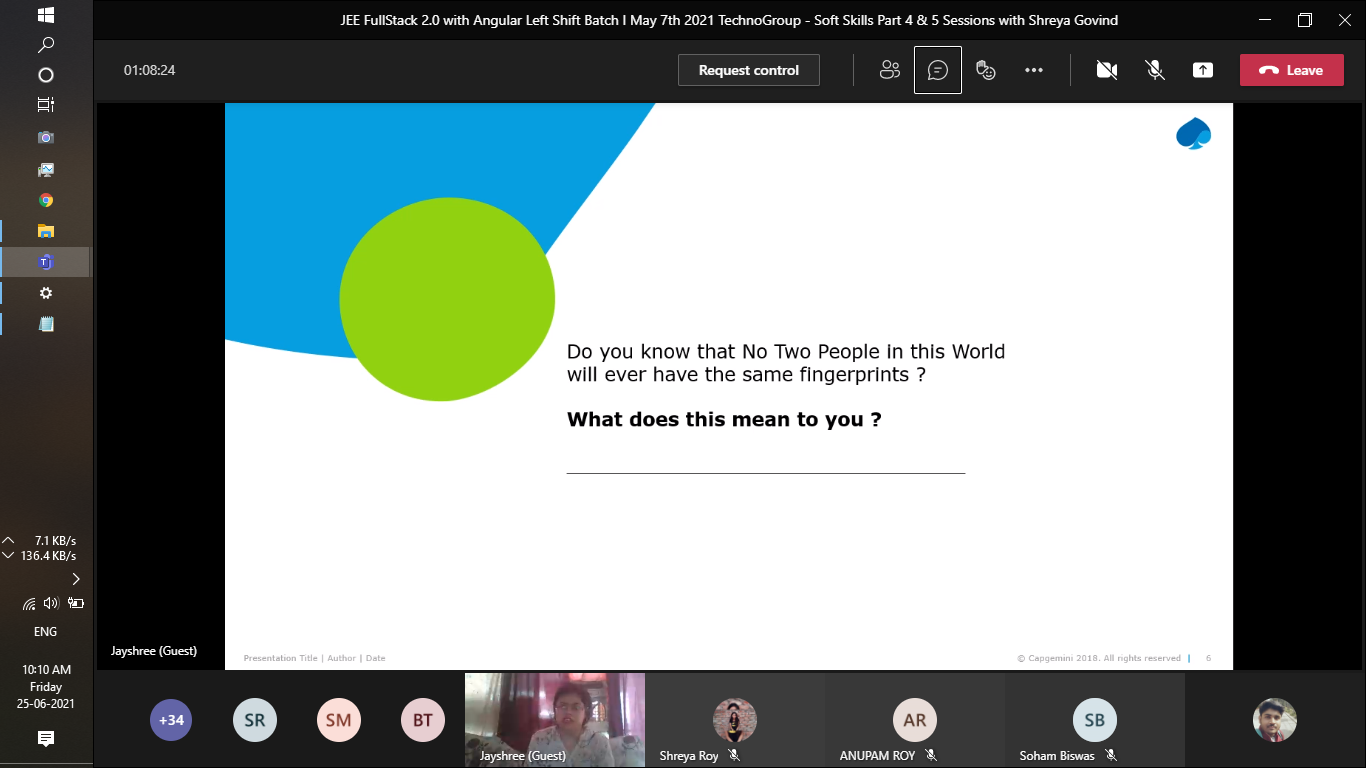 JEE FullStack 2.0 with Angular Left Shift Batch I May 7th 2021 TechnoGroup - Soft Skills Part 4 & 5 Sessions with Shreya Govind
01:08:24
Request control
Leave
Do you know that No Two People in this World
will ever have the same fingerprints ?
What does this mean to you ?
Jayshree (Guest)
Presentation Title | Author | Date
© Capgemini 2018. All rights reserved | 6
7.1 KB/s
136.4 KB/s
ENG
10:10 AM
Friday
25-06-2021
+34
SR
SM
BT
Jayshree (Guest)
Shreya Roy
AR
ANUPAM ROY
SB
Soham Biswas